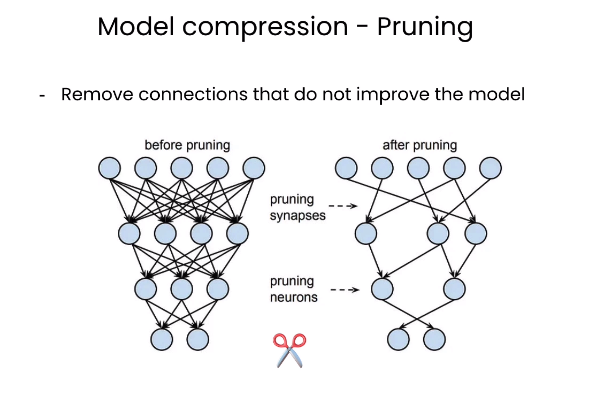 Model compression - Pruning
- Remove connections that do not improve the model
before pruning
after pruning
pruning
synapses
pruning
neurons